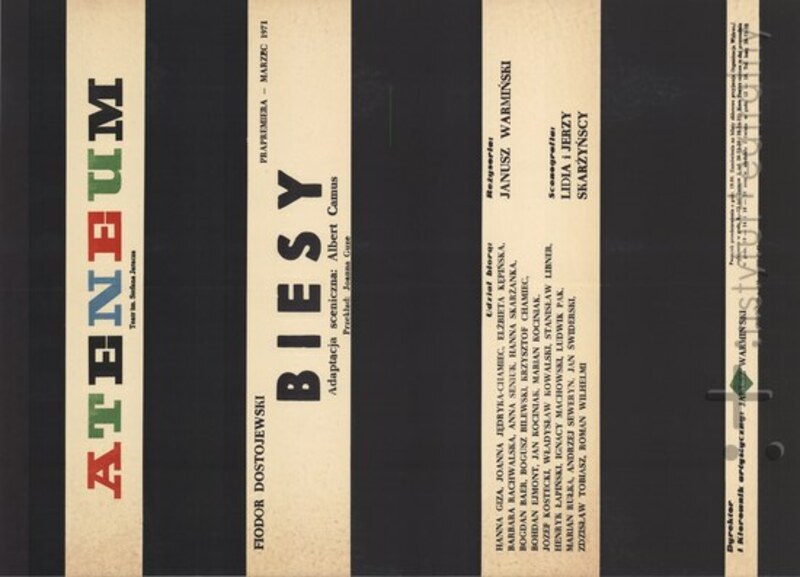 ATENEUM
Teatr im. Stefana Jaracza
FIODOR DOSTOJEWSKI
PRAPREMIERA — MARZEC 1971
BIESY
Adaptacja sceniczna: Albert Camus
Przekład: Joanna Guze
Udział biorą:
HANNA GIZA, JOANNA JĘDRYKA-CHAMIEC, ELŻBIETA KĘPIŃSKA,
BARBARA RACHWALSKA, ANNA SENIUK, HANNA SKARŻANKA,
BOGDAN BAER, BOGUSZ BILEWSKI, KRZYSZTOF CHAMIEC,
BOHDAN EJMONT, JAN KOCINIAK, MARIAN KOCINIAK,
JÓZEF KOSTECKI, WŁADYSŁAW KOWALSKI, STANISŁAW LIBNER,
HENRYK ŁAPIŃSKI, IGNACY MACHOWSKI, LUDWIK PAK,
MARIAN RUŁKA, ANDRZEJ SEWERYN, JAN ŚWIDERSKI,
ZDZISŁAW TOBIASZ, ROMAN WILHELMI
Reżyseria:
JANUSZ WARMIŃSKI
Scenografia:
LIDIA i JERZY
SKARŻYŃSCY
Dyrektor
i Kierownik artystyczny: WARMIŃSKI